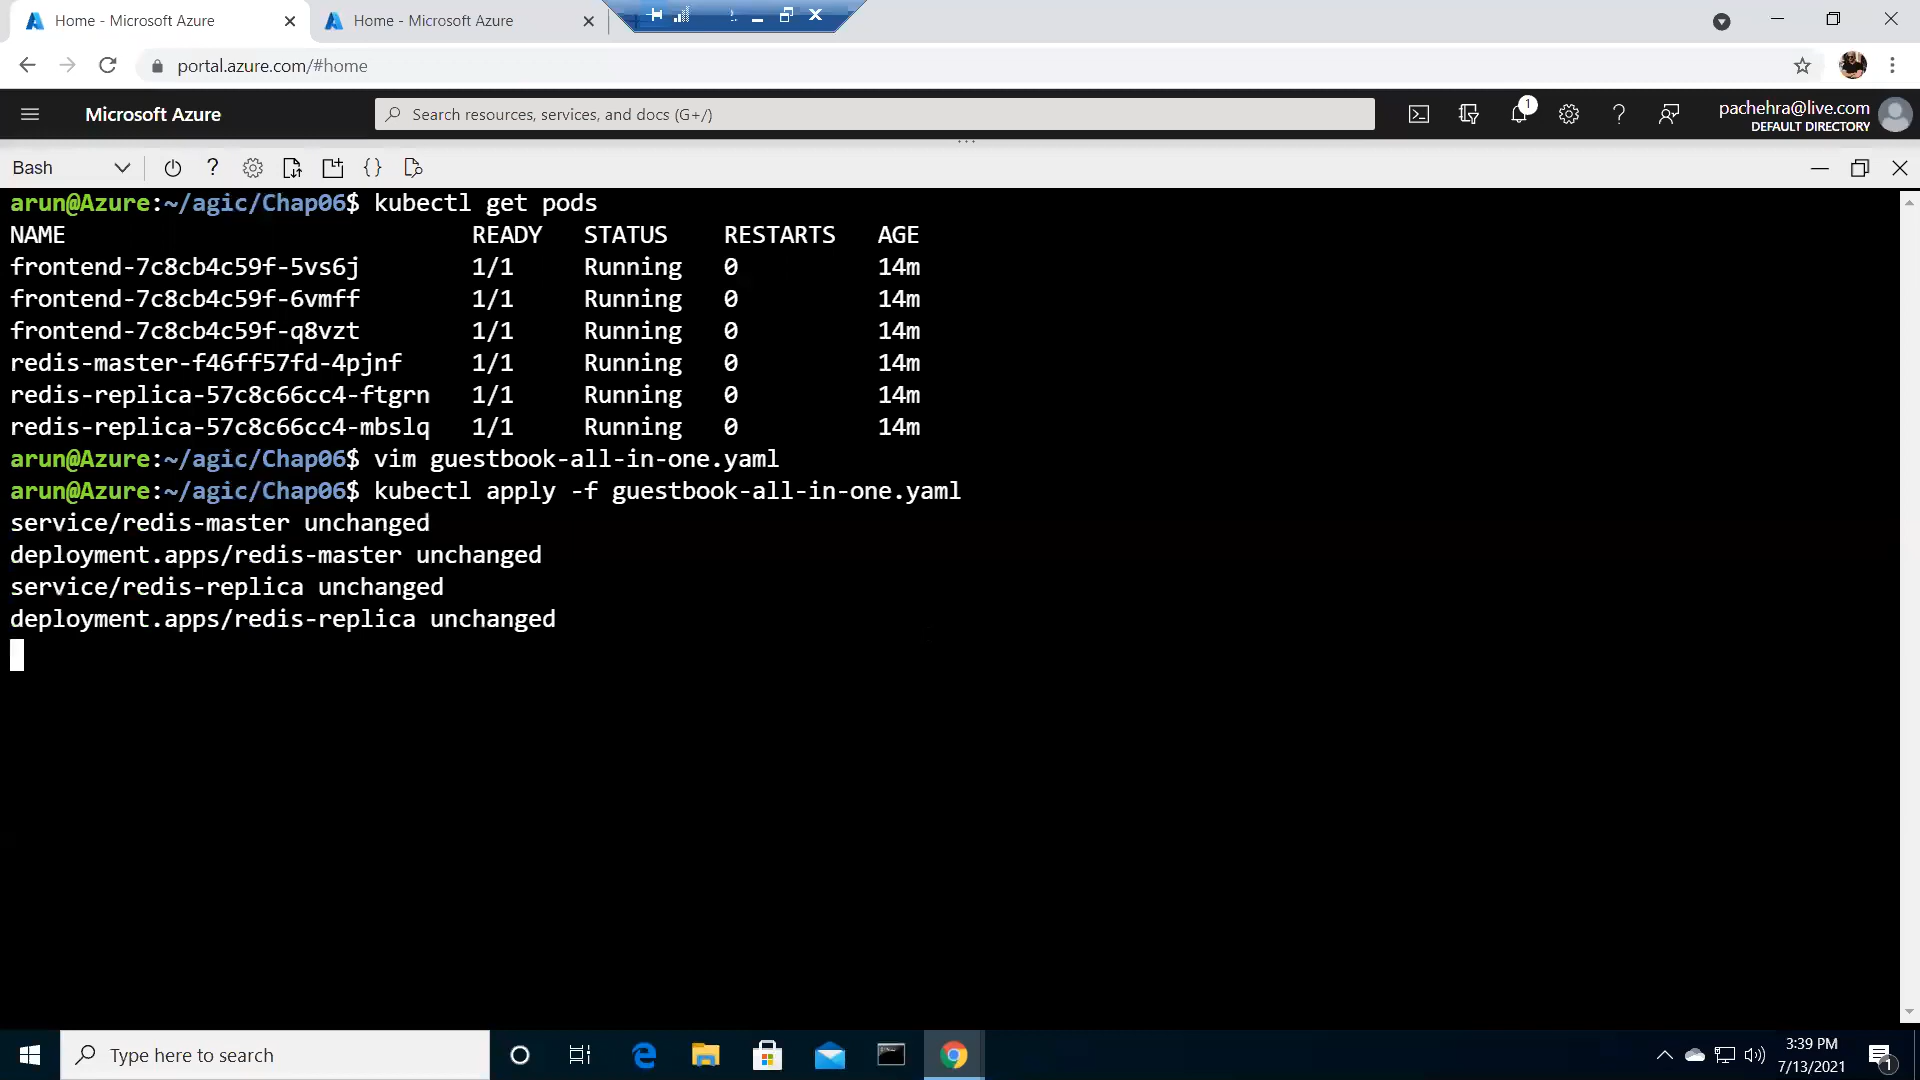 Home - Microsoft Azure
Home - Microsoft Azure
portal.azure.com/#home
Microsoft Azure
Search resources, services, and docs (G+/)
1
pachehra@live.com
DEFAULT DIRECTORY
Bash
arun@Azure:~/agic/Chap06$ kubectl get pods
NAME READY STATUS RESTARTS AGE
frontend-7c8cb4c59f-5vs6j 1/1 Running 0 14m
frontend-7c8cb4c59f-6vmff 1/1 Running 0 14m
frontend-7c8cb4c59f-q8vzt 1/1 Running 0 14m
redis-master-f46ff57fd-4pjnf 1/1 Running 0 14m
redis-replica-57c8c66cc4-ftgrn 1/1 Running 0 14m
redis-replica-57c8c66cc4-mbslq 1/1 Running 0 14m
arun@Azure:~/agic/Chap06$ vim guestbook-all-in-one.yaml
arun@Azure:~/agic/Chap06$ kubectl apply -f guestbook-all-in-one.yaml
service/redis-master unchanged
deployment.apps/redis-master unchanged
service/redis-replica unchanged
deployment.apps/redis-replica unchanged
Type here to search
3:39 PM
7/13/2021
1